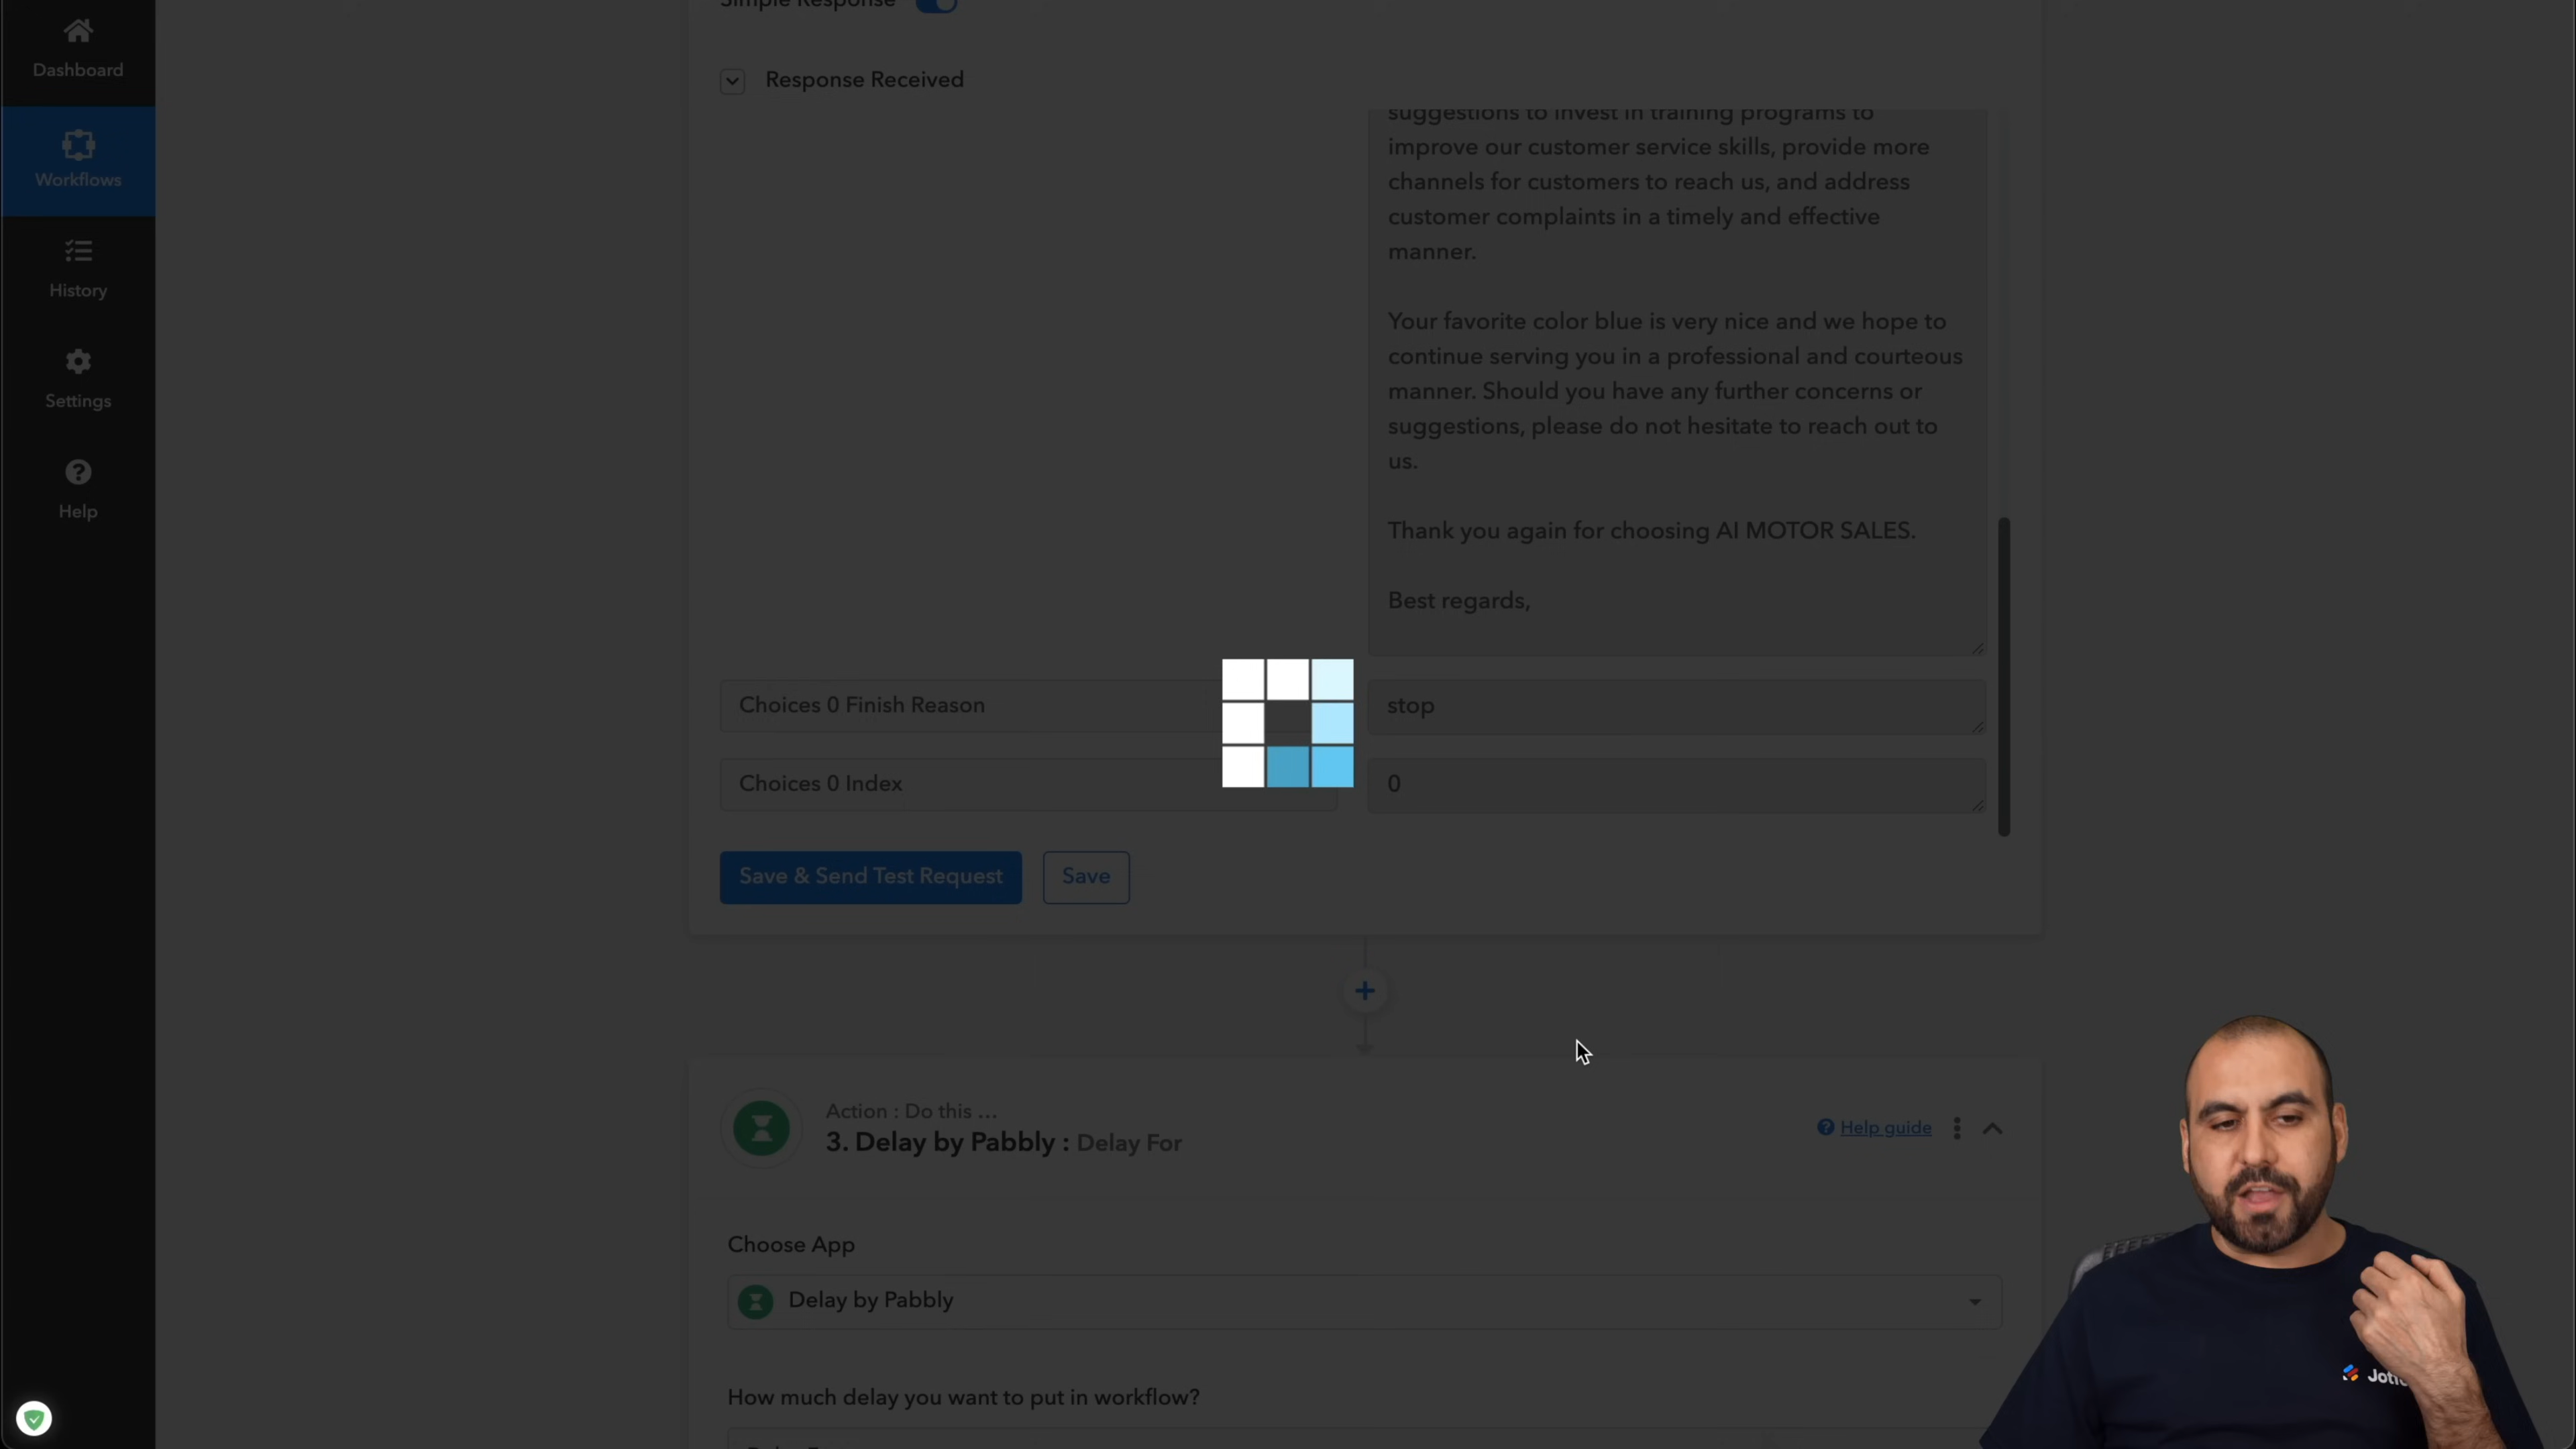 Simple Response
Dashboard
Response Received
suggestions to invest in training programs to
improve our customer service skills, provide more
channels for customers to reach us, and address
customer complaints in a timely and effective
manner.
Workflows
History
Your favorite color blue is very nice and we hope to
continue serving you in a professional and courteous
manner. Should you have any further concerns or
suggestions, please do not hesitate to reach out to
us.
Settings
Help
Thank you again for choosing AI MOTOR SALES.
Best regards,
Choices 0 Finish Reason
stop
Choices 0 Index
0
Save & Send Test Request
Save
Action : Do this ...
3. Delay by Pabbly : Delay For
Help guide
Choose App
Delay by Pabbly
How much delay you want to put in workflow?